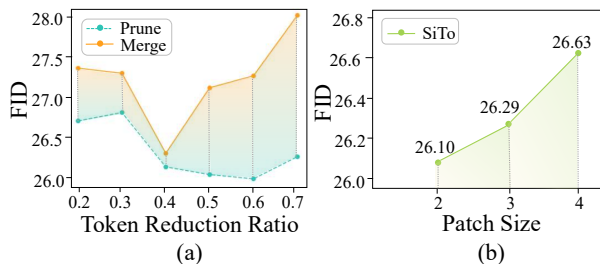 Prune
Merge
FID
28.0
27.5
27.0
26.5
26.0
0.2 0.3 0.4 0.5 0.6 0.7
Token Reduction Ratio
(a)
SiTo
FID
26.8
26.6
26.4
26.2
26.0
26.10
26.29
26.63
2 3 4
Patch Size
(b)